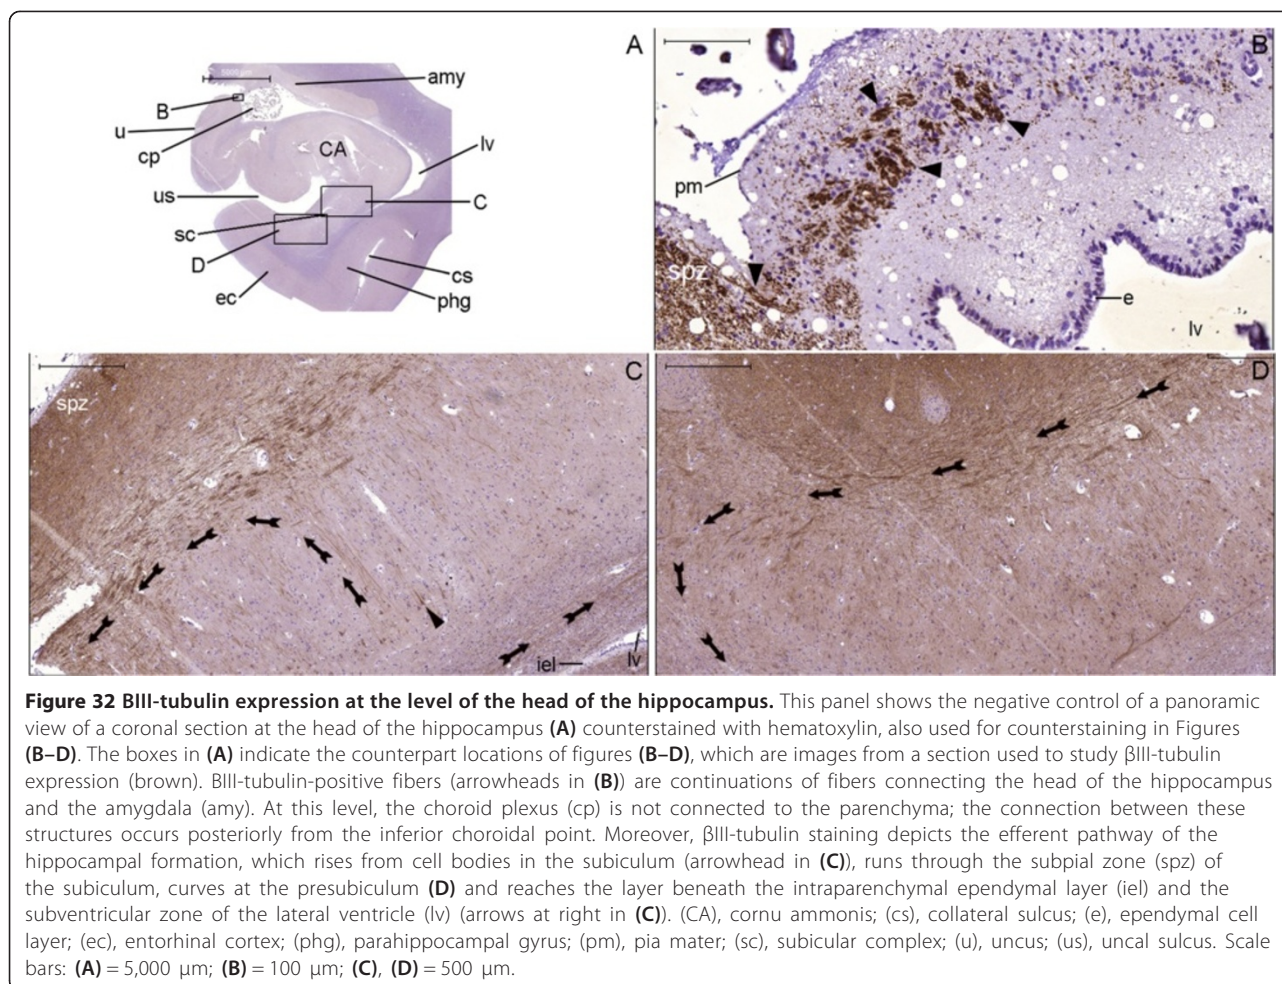 A
amy
B
u
cp
CA
lv
us
C
sc
D
cs
ec
phg
B
pm
spz
e
lv
C
spz
iel
lv
D
Figure 32 BIII-tubulin expression at the level of the head of the hippocampus. This panel shows the negative control of a panoramic
view of a coronal section at the head of the hippocampus (A) counterstained with hematoxylin, also used for counterstaining in Figures
(B–D). The boxes in (A) indicate the counterpart locations of figures (B–D), which are images from a section used to study βIII-tubulin
expression (brown). BIII-tubulin-positive fibers (arrowheads in (B)) are continuations of fibers connecting the head of the hippocampus
and the amygdala (amy). At this level, the choroid plexus (cp) is not connected to the parenchyma; the connection between these
structures occurs posteriorly from the inferior choroidal point. Moreover, βIII-tubulin staining depicts the efferent pathway of the
hippocampal formation, which rises from cell bodies in the subiculum (arrowhead in (C)), runs through the subpial zone (spz) of
the subiculum, curves at the presubiculum (D) and reaches the layer beneath the intraparenchymal ependymal layer (iel) and the
subventricular zone of the lateral ventricle (lv) (arrows at right in (C)). (CA), cornu ammonis; (cs), collateral sulcus; (e), ependymal cell
layer; (ec), entorhinal cortex; (phg), parahippocampal gyrus; (pm), pia mater; (sc), subicular complex; (u), uncus; (us), uncal sulcus. Scale
bars: (A) = 5,000 μm; (B) = 100 μm; (C), (D) = 500 μm.